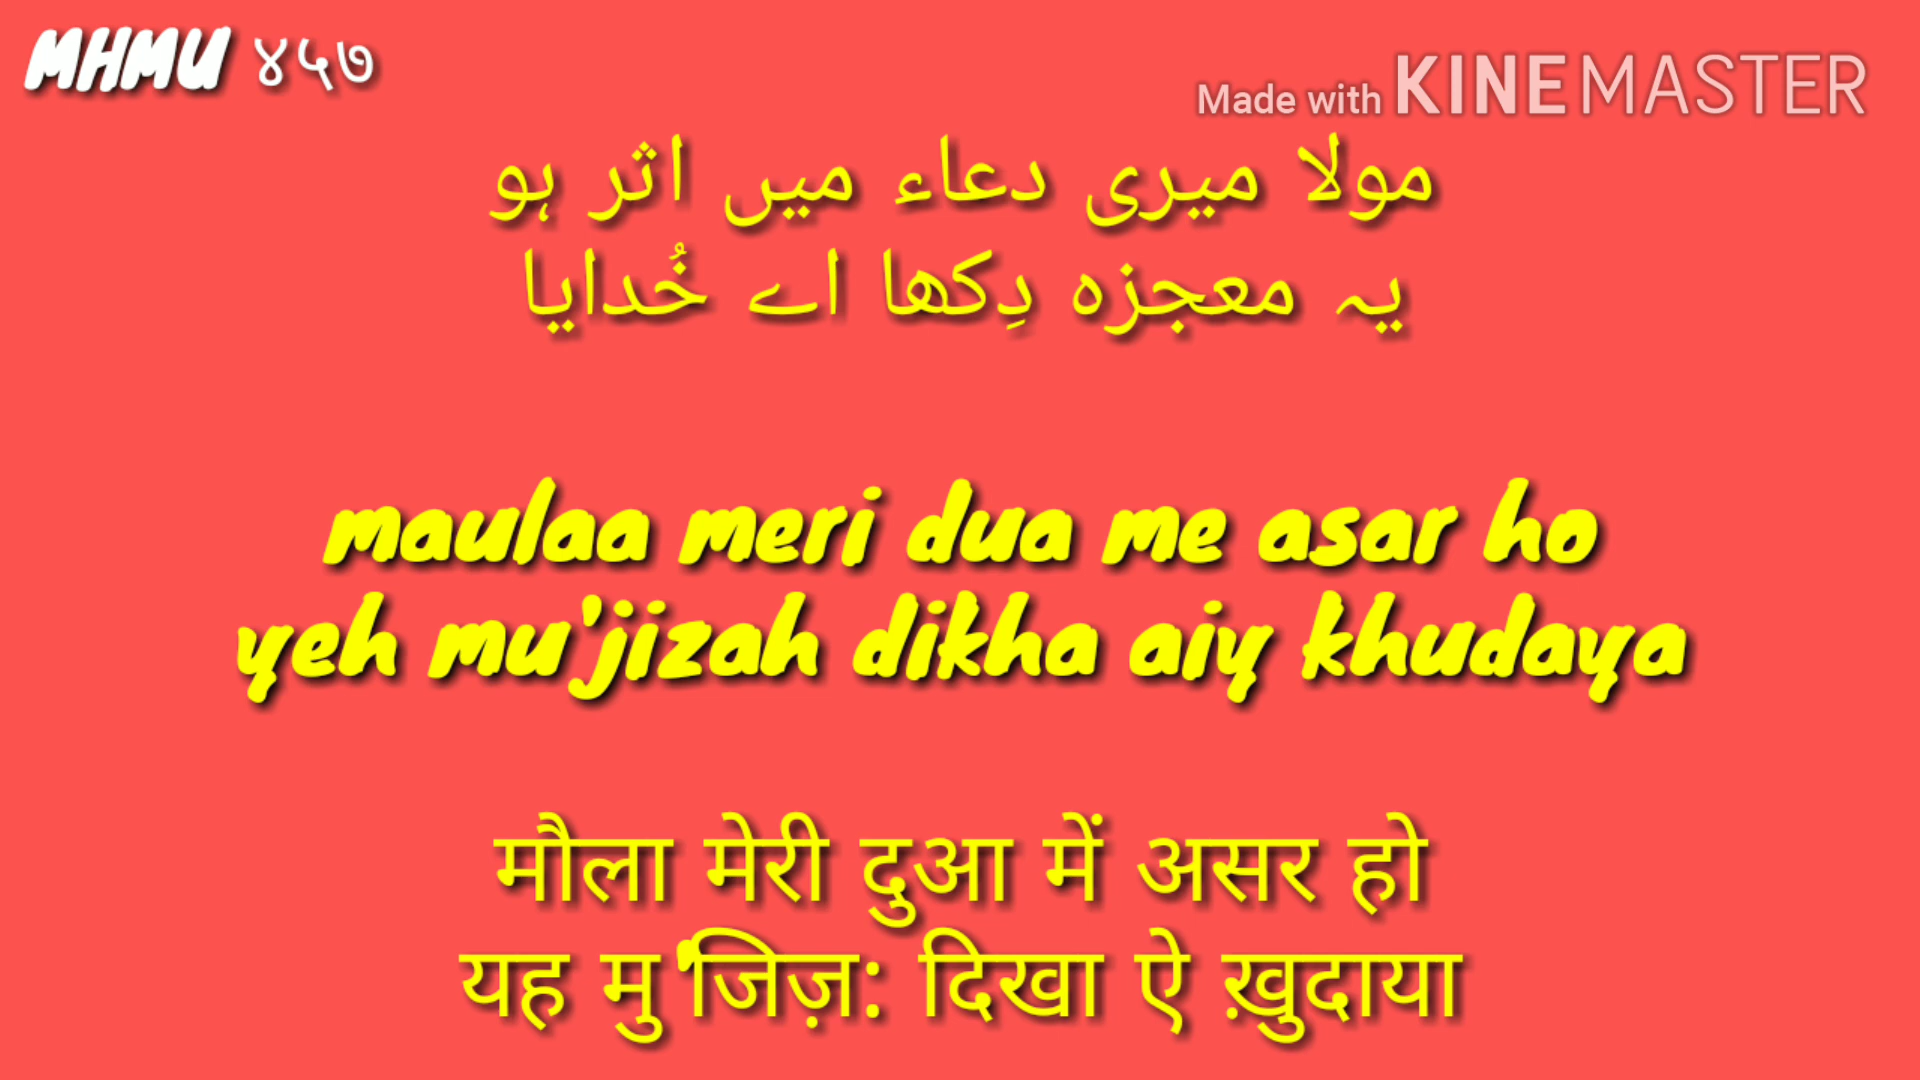 MHMU ४५७
Made with KINEMASTER
مولا میری دعاء میں اثر ہو
یہ معجزہ دِکھا اے خُدایا
maulaa meri dua me asar ho
yeh mu'jizah dikha aiy khudaya
मौला मेरी दुआ में असर हो
यह मु'जिज़: दिखा ऐ ख़ुदाया